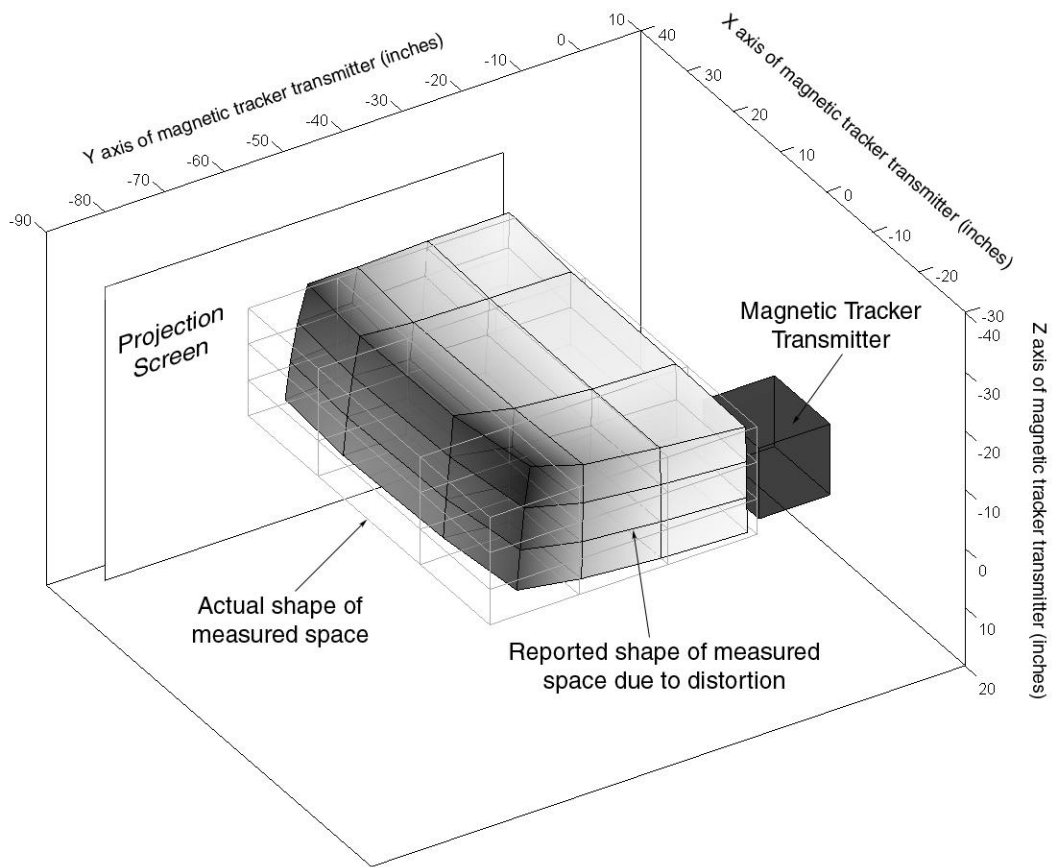 Y axis of magnetic tracker transmitter (inches)
-90
-80
-70
-60
-50
-40
-30
-20
-10
0
10
X axis of magnetic tracker transmitter (inches)
40
30
20
10
0
-10
-20
-30
Z axis of magnetic tracker transmitter (inches)
-40
-30
-20
-10
0
10
20
Projection
Screen
Magnetic Tracker
Transmitter
Actual shape of
measured space
Reported shape of measured
space due to distortion